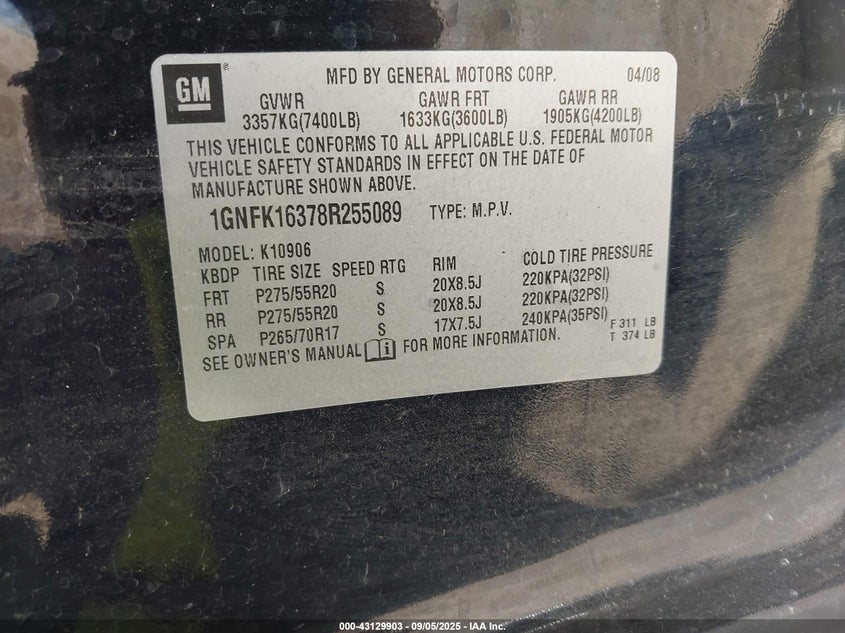 GM ®
MFD BY GENERAL MOTORS CORP. 04/08
GVWR GAWR FRT GAWR RR
3357KG(7400LB) 1633KG(3600LB) 1905KG(4200LB)
THIS VEHICLE CONFORMS TO ALL APPLICABLE U.S. FEDERAL MOTOR
VEHICLE SAFETY STANDARDS IN EFFECT ON THE DATE OF
MANUFACTURE SHOWN ABOVE.
1GNFK16378R255089 TYPE: M.P.V.
MODEL: K10906
KBDP TIRE SIZE SPEED RTG RIM COLD TIRE PRESSURE
FRT P275/55R20 S 20X8.5J 220KPA(32PSI)
RR P275/55R20 S 20X8.5J 220KPA(32PSI)
SPA P265/70R17 S 17X7.5J 240KPA(35PSI) F 311 LB
SEE OWNER'S MANUAL i FOR MORE INFORMATION. T 374 LB
000-43129903 - 09/05/2025 - IAA Inc.